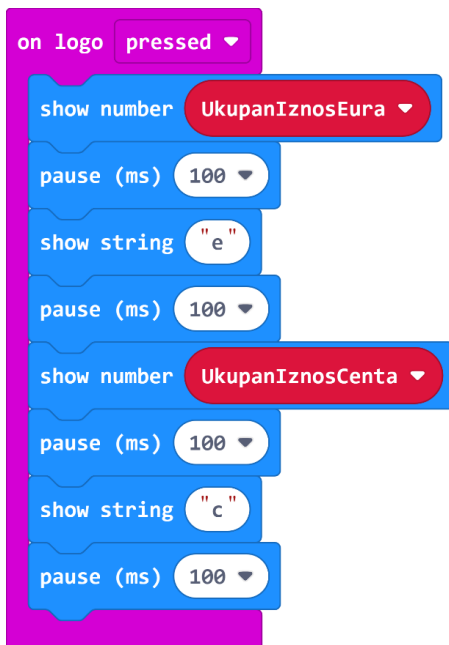 on logo pressed
show number UkupanIznosEura
pause (ms) 100
show string "e"
pause (ms) 100
show number UkupanIznosCenta
pause (ms) 100
show string "c"
pause (ms) 100